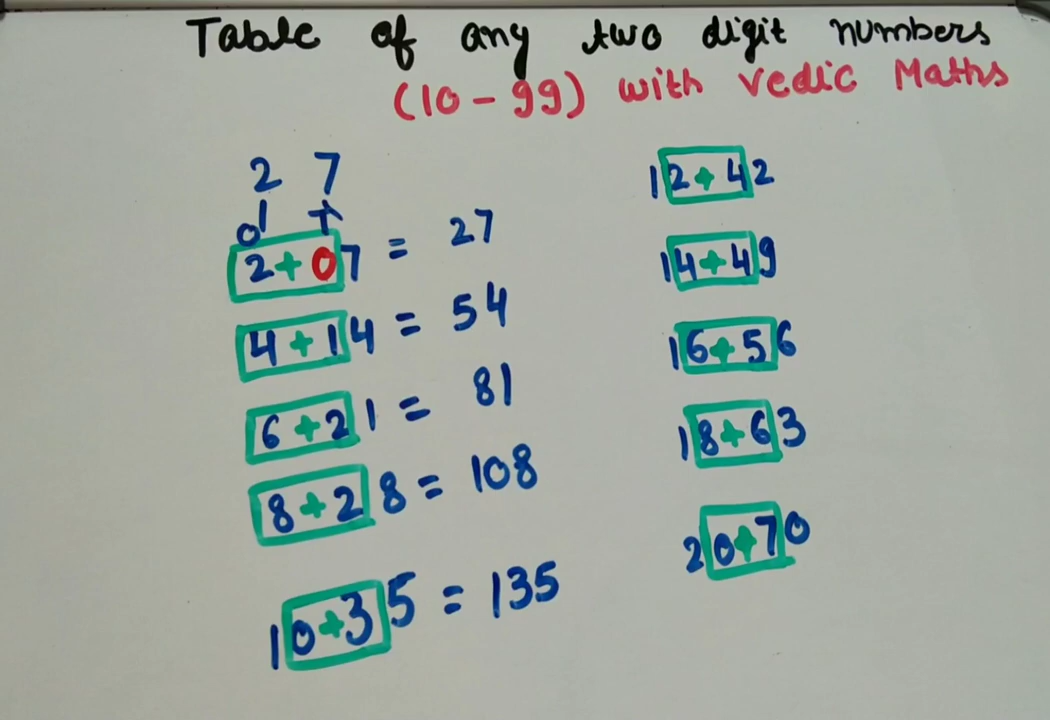 Table of any two digit numbers
(10-99) with vedic Maths
2 7
2+07 = 27
4+14 = 54
6+21 = 81
8+28 = 108
10+35 = 135
12+42
14+49
16+56
18+63
20+70